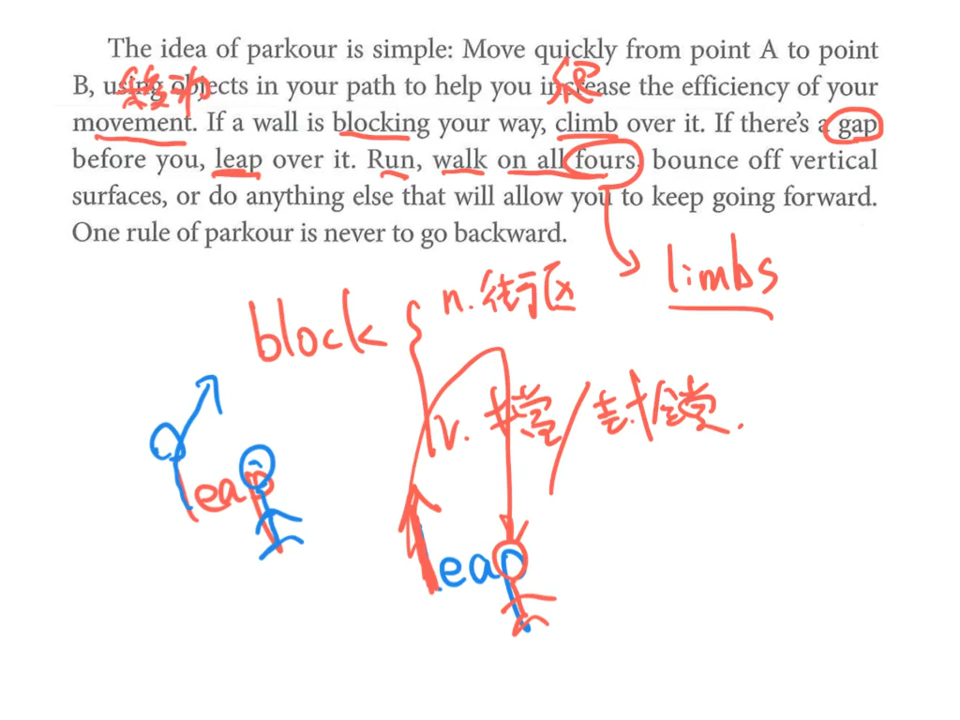 The idea of parkour is simple: Move quickly from point A to point
B, using objects in your path to help you increase the efficiency of your
movement. If a wall is blocking your way, climb over it. If there's a gap
before you, leap over it. Run, walk on all fours, bounce off vertical
surfaces, or do anything else that will allow you to keep going forward.
One rule of parkour is never to go backward.
limbs
block
n. 街区
v. 挡/封锁.
leap
leap